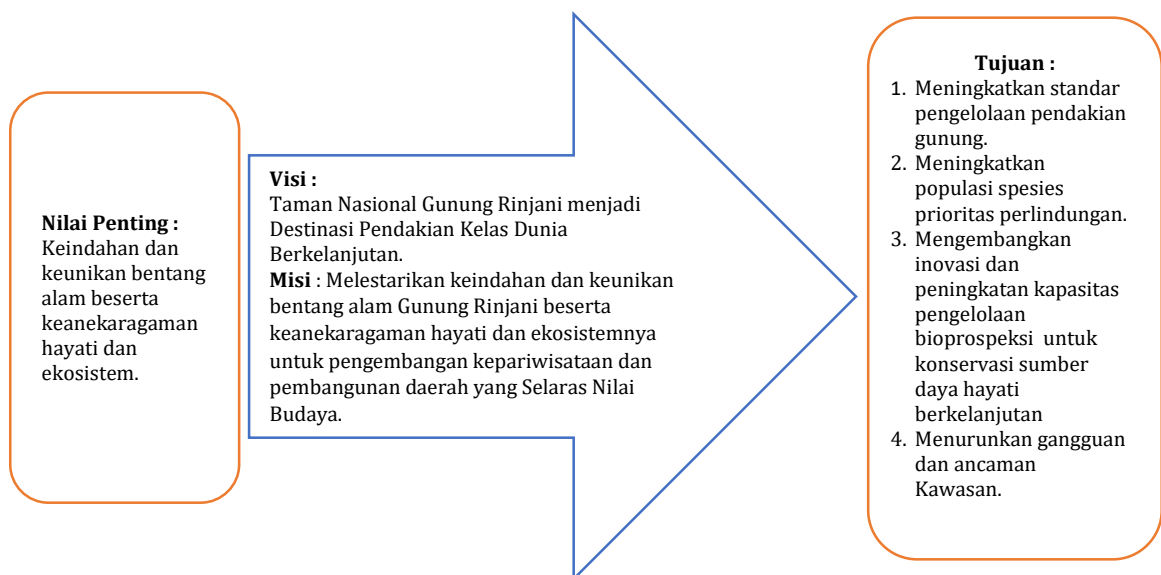 Nilai Penting :
Keindahan dan
keunikan bentang
alam beserta
keanekaragaman
hayati dan
ekosistem.
Visi :
Taman Nasional Gunung Rinjani menjadi
Destinasi Pendakian Kelas Dunia
Berkelanjutan.
Misi : Melestarikan keindahan dan keunikan
bentang alam Gunung Rinjani beserta
keanekaragaman hayati dan ekosistemnya
untuk pengembangan kepariwisataan dan
pembangunan daerah yang Selaras Nilai
Budaya.
Tujuan :
1. Meningkatkan standar
pengelolaan pendakian
gunung.
2. Meningkatkan
populasi spesies
prioritas perlindungan.
3. Mengembangkan
inovasi dan
peningkatan kapasitas
pengelolaan
bioprospeksi untuk
konservasi sumber
daya hayati
berkelanjutan
4. Menurunkan gangguan
dan ancaman
Kawasan.